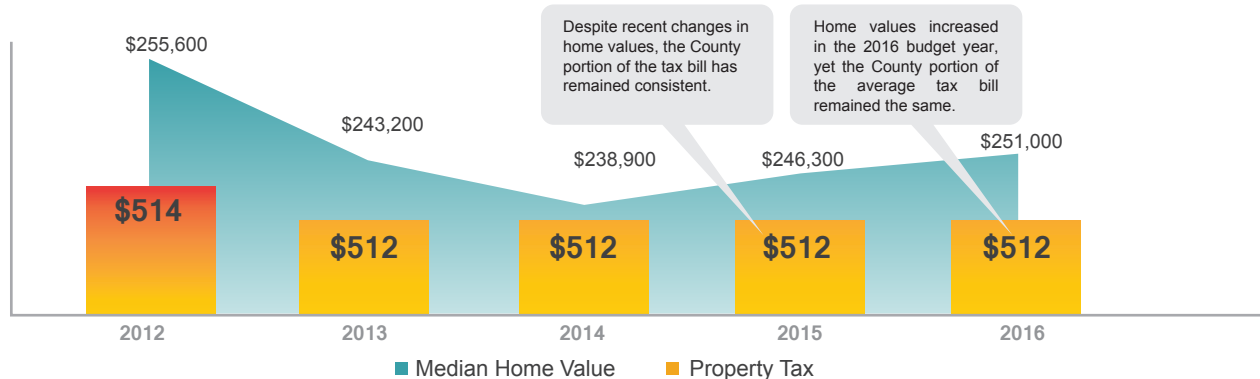 Despite recent changes in
home values, the County
portion of the tax bill has
remained consistent.
Home values increased
in the 2016 budget year,
yet the County portion of
the average tax bill
remained the same.
$255,600
$243,200
$238,900
$246,300
$251,000
$514
$512
$512
$512
$512
2012
2013
2014
2015
2016
Median Home Value
Property Tax